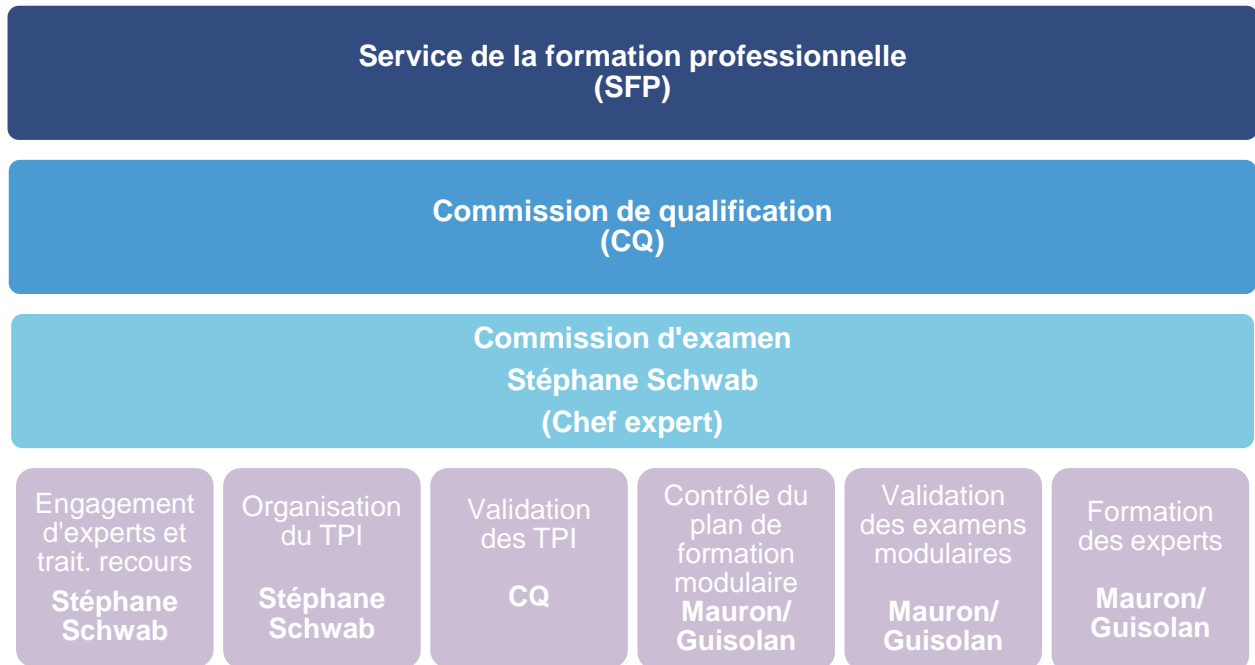 Service de la formation professionnelle
(SFP)
Commission de qualification
(CQ)
Commission d'examen
Stéphane Schwab
(Chef expert)
Engagement
d'experts et
trait. recours
Stéphane
Schwab
Organisation
du TPI
Stéphane
Schwab
Validation
des TPI
CQ
Contrôle du
plan de
formation
modulaire
Mauron/
Guisolan
Validation
des examens
modulaires
Mauron/
Guisolan
Formation
des experts
Mauron/
Guisolan